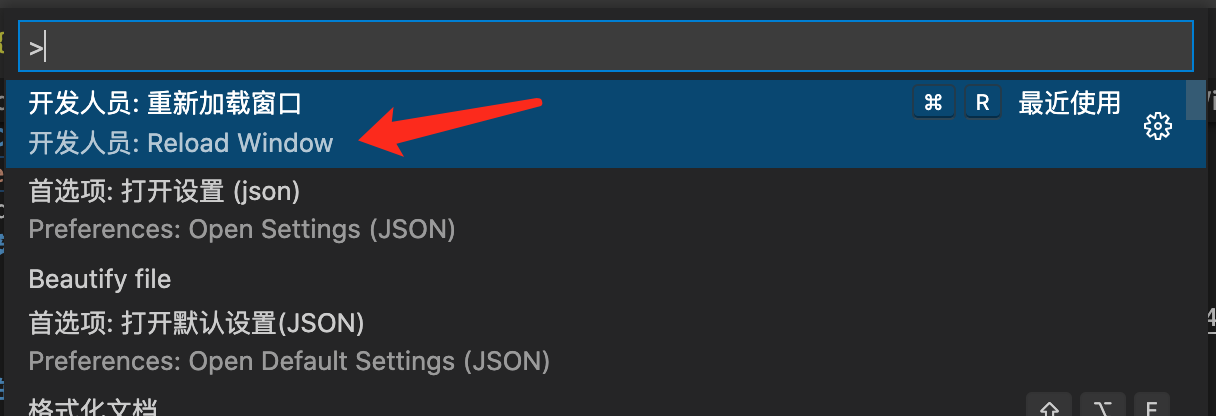 >
开发人员: 重新加载窗口 ⌘ R 最近使用
开发人员: Reload Window
首选项: 打开设置 (json)
Preferences: Open Settings (JSON)
Beautify file
首选项: 打开默认设置(JSON)
Preferences: Open Default Settings (JSON)
格式化文档 ⇧ ⌥ F